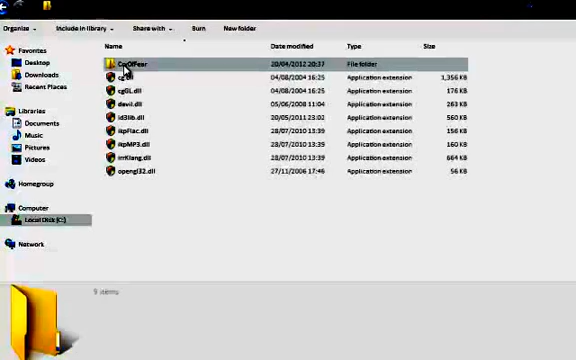 Organize Include in library Share with Burn New folder
Name Date modified Type Size
Favorites
Desktop
Downloads
Recent Places
Libraries
Documents
Music
Pictures
Videos
Homegroup
Computer
Local Disk (C:)
Network
20/04/2012 20:37 File folder
04/08/2004 16:25 Application extension 1,356 KB
cgGL.dll 04/08/2004 16:25 Application extension 176 KB
devil.dll 05/06/2008 11:04 Application extension 263 KB
id3lib.dll 20/05/2011 23:02 Application extension 560 KB
ikpFlac.dll 28/07/2010 13:39 Application extension 156 KB
ikpMP3.dll 28/07/2010 13:39 Application extension 160 KB
irrKlang.dll 28/07/2010 13:39 Application extension 664 KB
opengl32.dll 27/11/2006 17:46 Application extension 56 KB
9 items